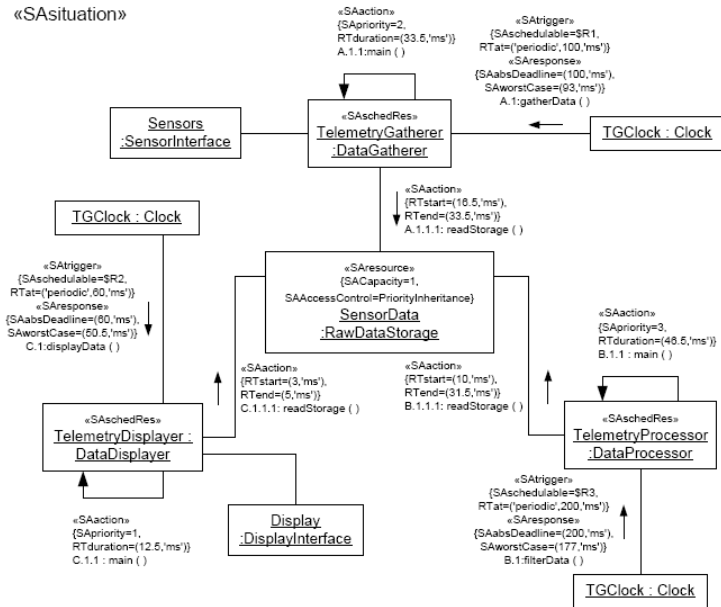 «SAsituation»
«SAaction»
{SApriority=2,
RTduration=(33.5,'ms')}
A.1.1:main ( )
«SAtrigger»
{SAschedulable=$R1,
RTat=('periodic',100,'ms')}
«SAresponse»
{SAabsDeadline=(100,'ms'),
SAworstCase=(93,'ms')}
A.1:gatherData ( )
Sensors
:SensorInterface
«SAschedRes»
TelemetryGatherer
:DataGatherer
TGClock : Clock
«SAaction»
{RTstart=(16.5,'ms'),
RTend=(33.5,'ms')}
A.1.1.1: readStorage ( )
TGClock : Clock
«SAtrigger»
{SAschedulable=$R2,
RTat=('periodic',60,'ms')}
«SAresponse»
{SAabsDeadline=(60,'ms'),
SAworstCase=(50.5,'ms')}
C.1:displayData ( )
«SAresource»
{SACapacity=1,
SAAccessControl=PriorityInheritance}
SensorData
:RawDataStorage
«SAaction»
{SApriority=3,
RTduration=(46.5,'ms')}
B.1.1 : main ( )
«SAaction»
{RTstart=(3,'ms'),
RTend=(5,'ms')}
C.1.1.1: readStorage ( )
«SAaction»
{RTstart=(10,'ms'),
RTend=(31.5,'ms')}
B.1.1.1: readStorage ( )
«SAschedRes»
TelemetryDisplayer :
DataDisplayer
«SAschedRes»
TelemetryProcessor
:DataProcessor
«SAaction»
{SApriority=1,
RTduration=(12.5,'ms')}
C.1.1 : main ( )
Display
:DisplayInterface
«SAtrigger»
{SAschedulable=$R3,
RTat=('periodic',200,'ms')}
«SAresponse»
{SAabsDeadline=(200,'ms'),
SAworstCase=(177,'ms')}
B.1:filterData ( )
TGClock : Clock